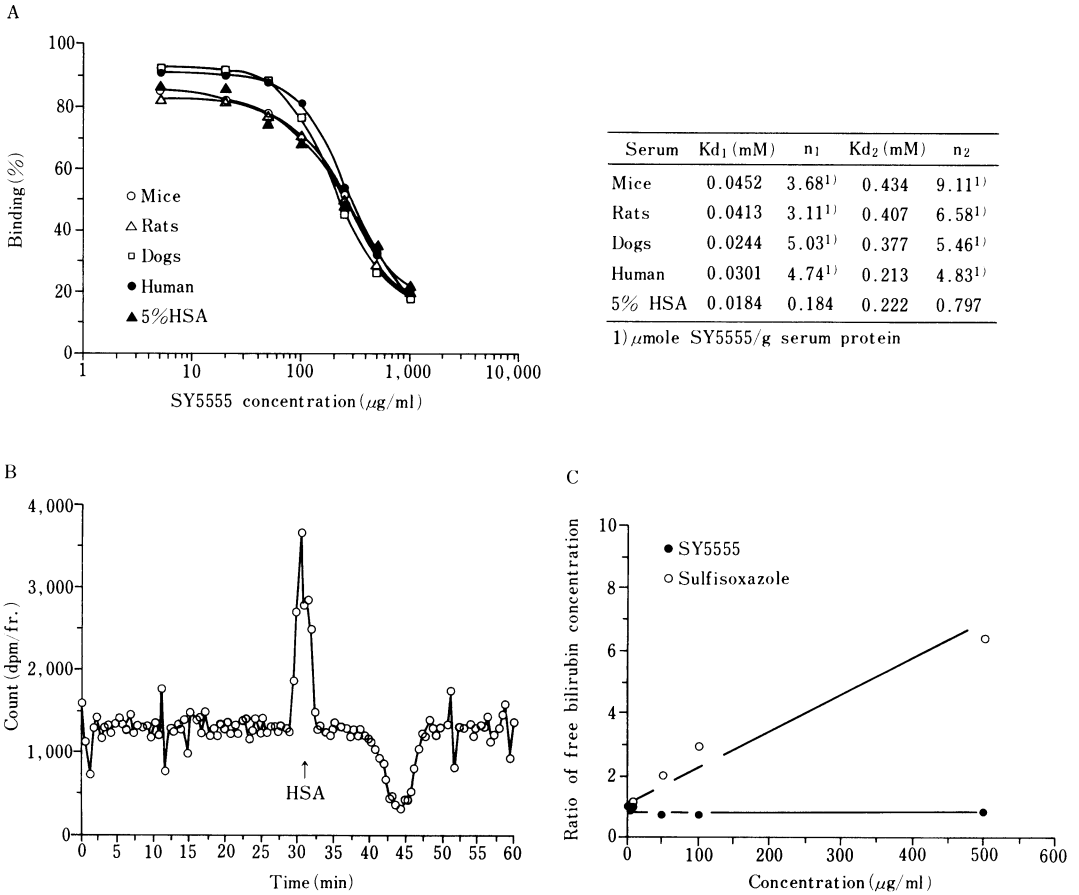 A
100
80
60
40
20
0
Binding (%)
Mice
Rats
Dogs
Human
5%HSA
1 10 100 1,000 10,000
SY5555 concentration (μg/ml)
Serum Kd1 (mM) n1 Kd2 (mM) n2
Mice 0.0452 3.68¹⁾ 0.434 9.11¹⁾
Rats 0.0413 3.11¹⁾ 0.407 6.58¹⁾
Dogs 0.0244 5.03¹⁾ 0.377 5.46¹⁾
Human 0.0301 4.74¹⁾ 0.213 4.83¹⁾
5% HSA 0.0184 0.184 0.222 0.797
1) μmole SY5555/g serum protein
B
4,000
3,000
2,000
1,000
0
Count (dpm/fr.)
HSA
0 5 10 15 20 25 30 35 40 45 50 55 60
Time (min)
C
10
8
6
4
2
0
Ratio of free bilirubin concentration
SY5555
Sulfisoxazole
0 100 200 300 400 500 600
Concentration (μg/ml)